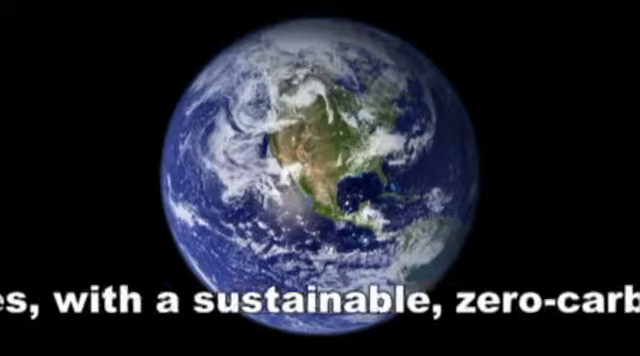 es, with a sustainable, zero-carb